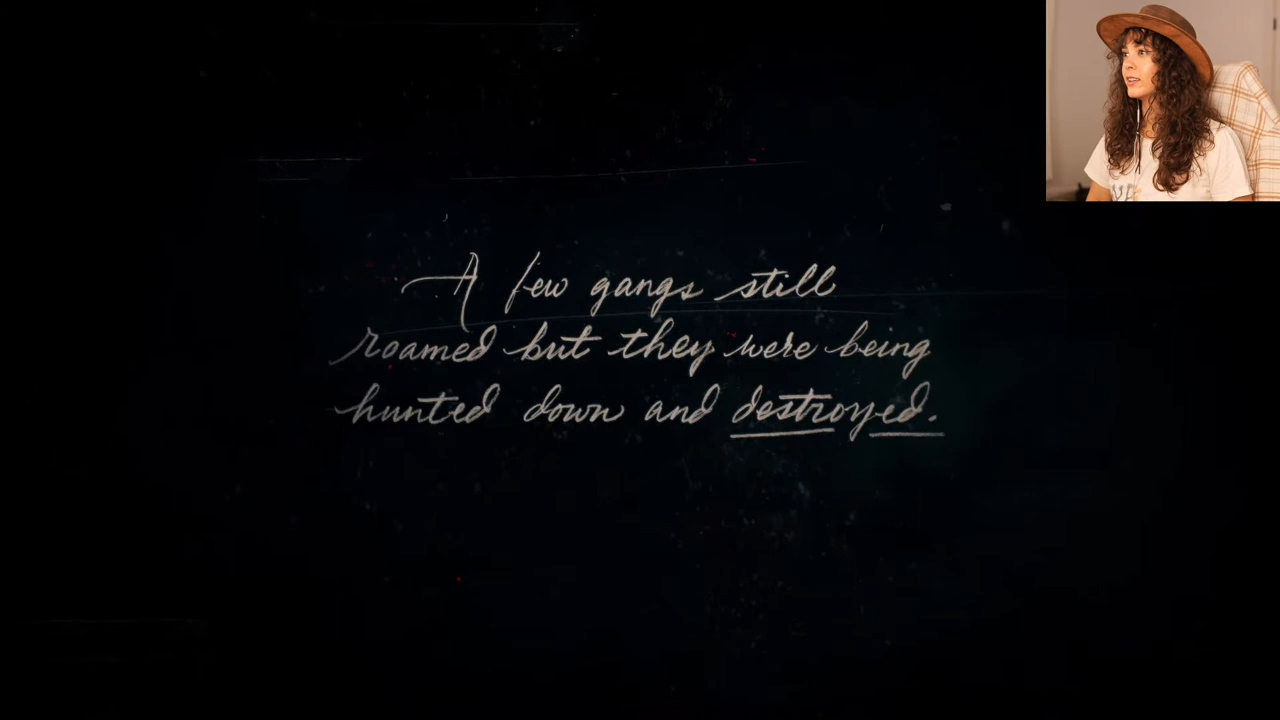 A few gangs still
roamed but they were being
hunted down and destroyed.